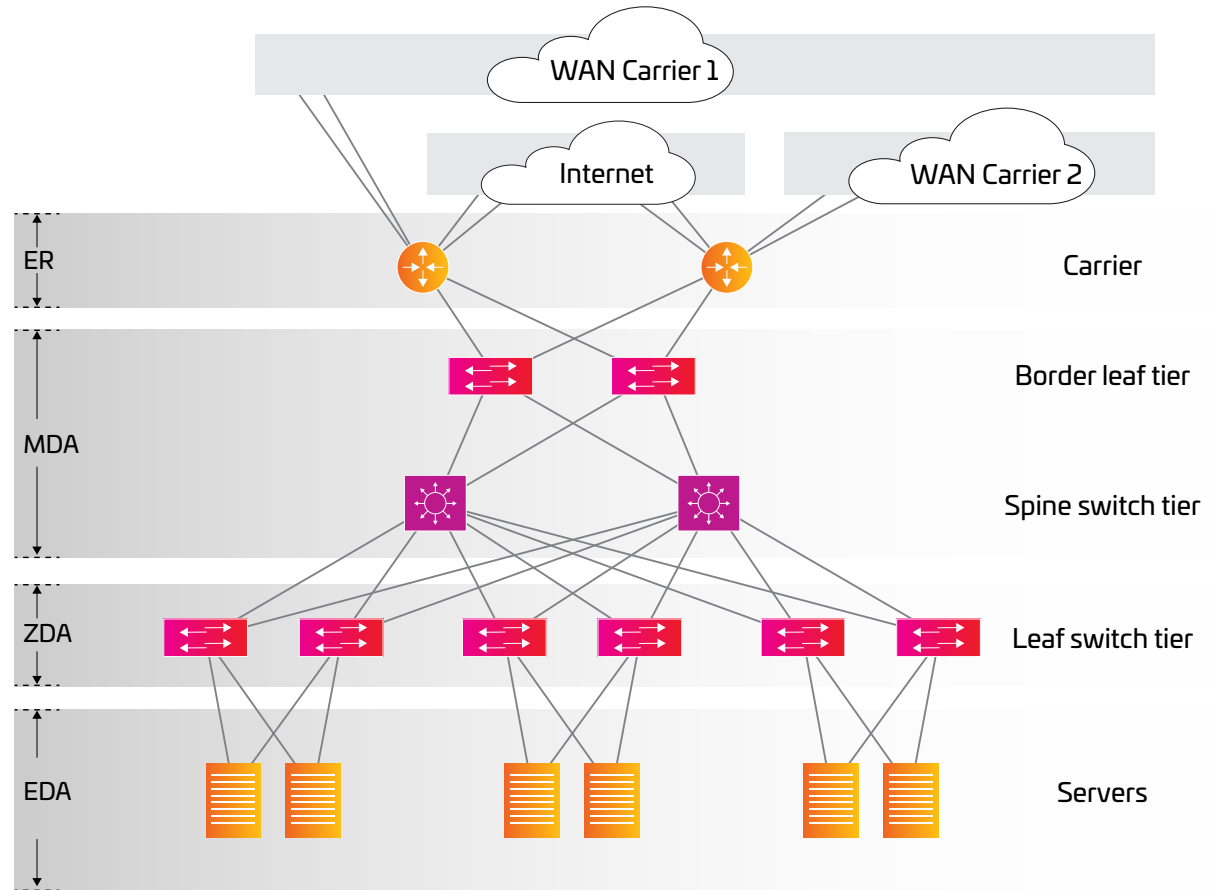 WAN Carrier 1
Internet
WAN Carrier 2
ER
Carrier
Border leaf tier
MDA
Spine switch tier
ZDA
Leaf switch tier
EDA
Servers